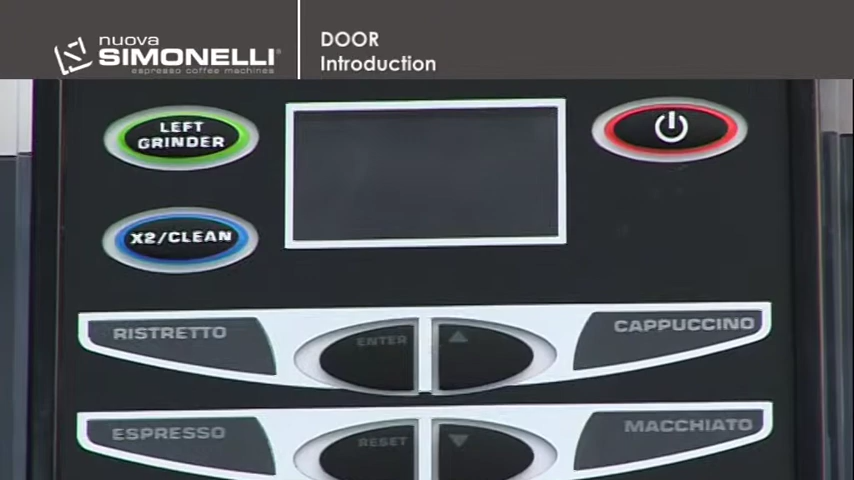 nuova
SIMONELLI
espresso coffee machines
DOOR
Introduction
LEFT
GRINDER
X2/CLEAN
RISTRETTO
ENTER
CAPPUCCINO
ESPRESSO
RESET
MACCHIATO